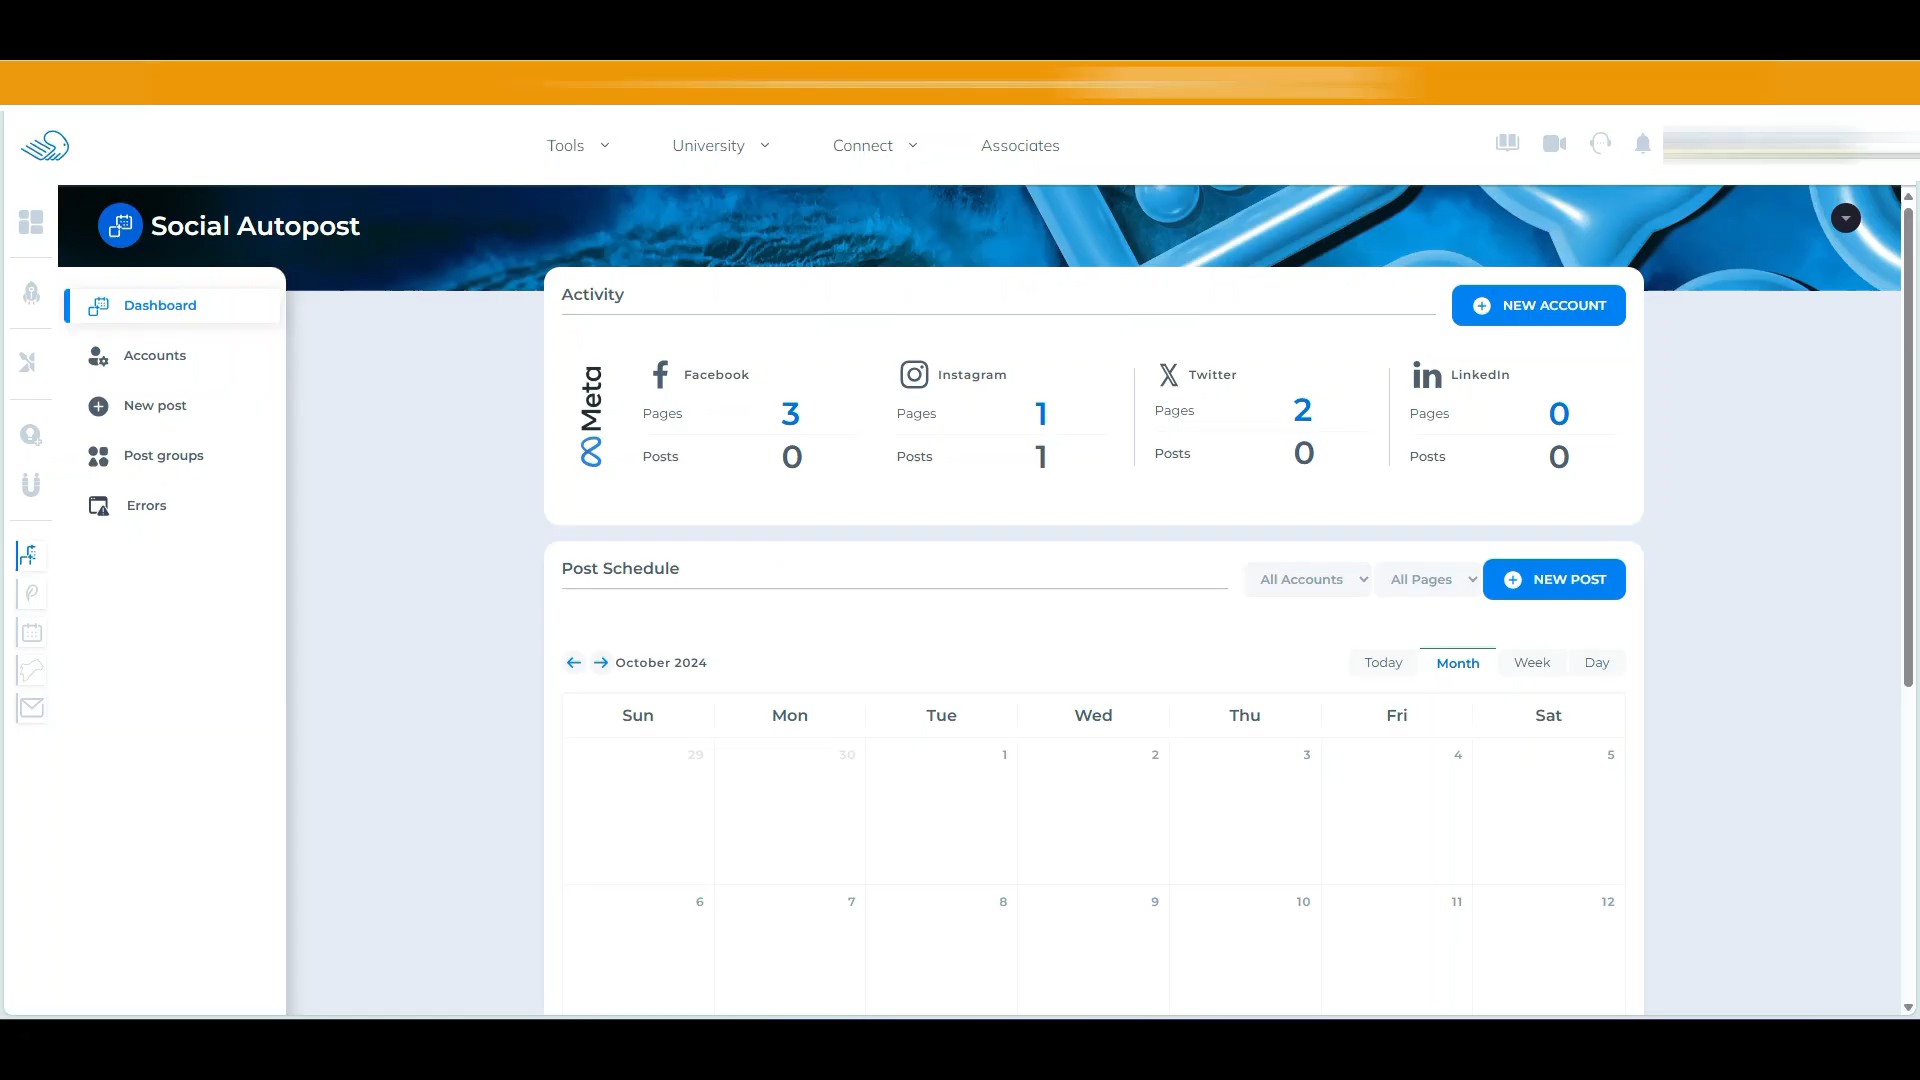 Tools University Connect Associates
Social Autopost
Dashboard
Accounts
New post
Post groups
Errors
Activity
NEW ACCOUNT
Meta
Facebook
Pages 3
Posts 0
Instagram
Pages 1
Posts 1
Twitter
Pages 2
Posts 0
LinkedIn
Pages 0
Posts 0
Post Schedule
All Accounts All Pages NEW POST
October 2024
Today Month Week Day
Sun Mon Tue Wed Thu Fri Sat
29 30 1 2 3 4 5
6 7 8 9 10 11 12